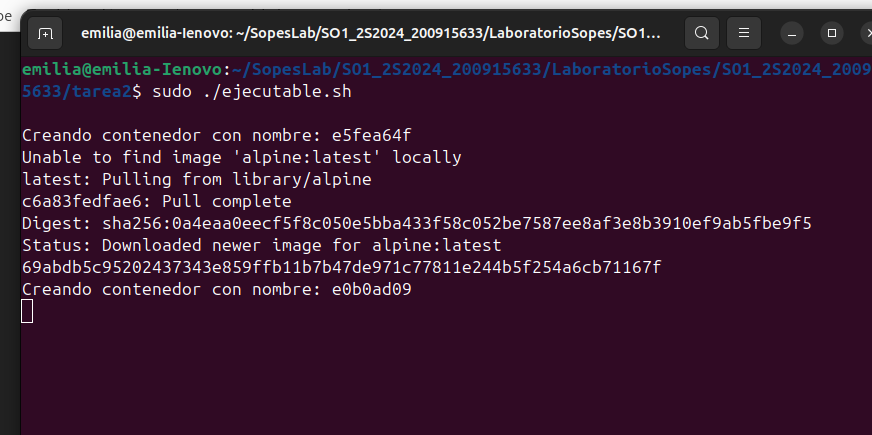 pe
emilia@emilia-Ienovo: ~/SopesLab/SO1_2S2024_200915633/LaboratorioSopes/SO1...
emilia@emilia-Ienovo:~/SopesLab/SO1_2S2024_200915633/LaboratorioSopes/SO1_2S2024_2009
5633/tarea2$ sudo ./ejecutable.sh
Creando contenedor con nombre: e5fea64f
Unable to find image 'alpine:latest' locally
latest: Pulling from library/alpine
c6a83fedfae6: Pull complete
Digest: sha256:0a4eaa0eecf5f8c050e5bba433f58c052be7587ee8af3e8b3910ef9ab5fbe9f5
Status: Downloaded newer image for alpine:latest
69abdb5c95202437343e859ffb11b7b47de971c77811e244b5f254a6cb71167f
Creando contenedor con nombre: e0b0ad09